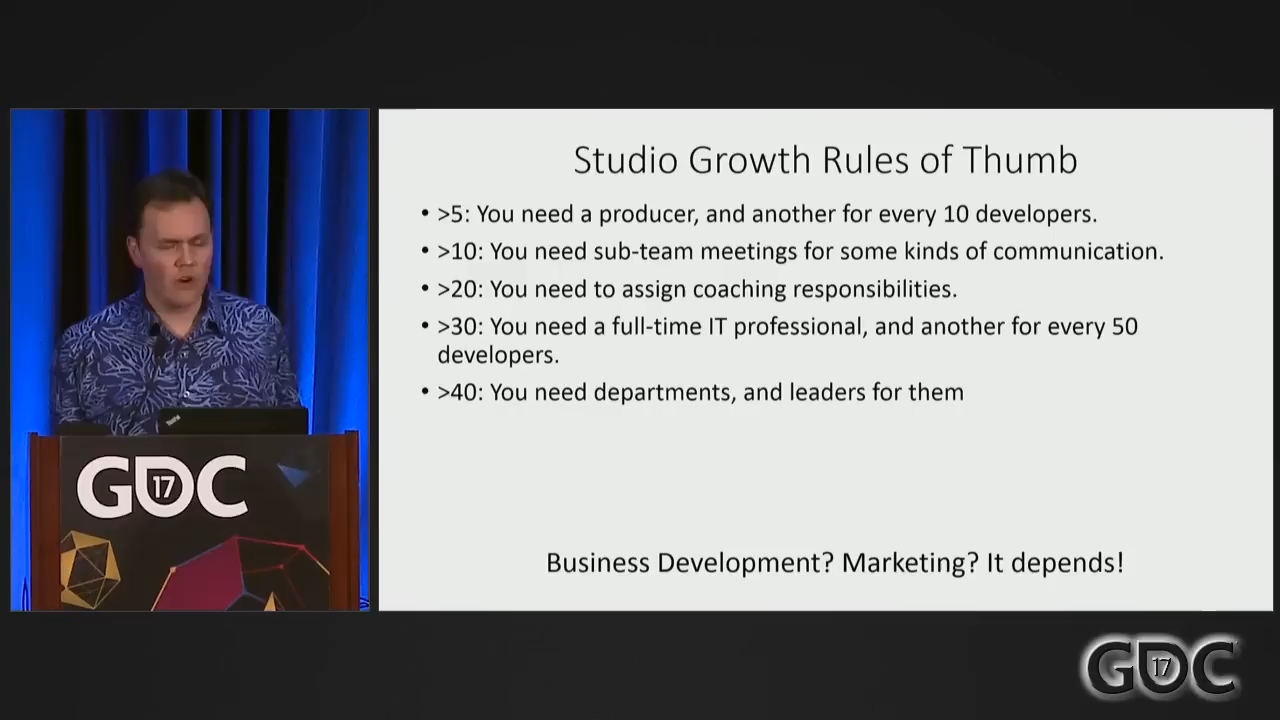 Studio Growth Rules of Thumb
• >5: You need a producer, and another for every 10 developers.
• >10: You need sub-team meetings for some kinds of communication.
• >20: You need to assign coaching responsibilities.
• >30: You need a full-time IT professional, and another for every 50
developers.
• >40: You need departments, and leaders for them
Business Development? Marketing? It depends!
ThinkPad
GDC 17
GDC 17